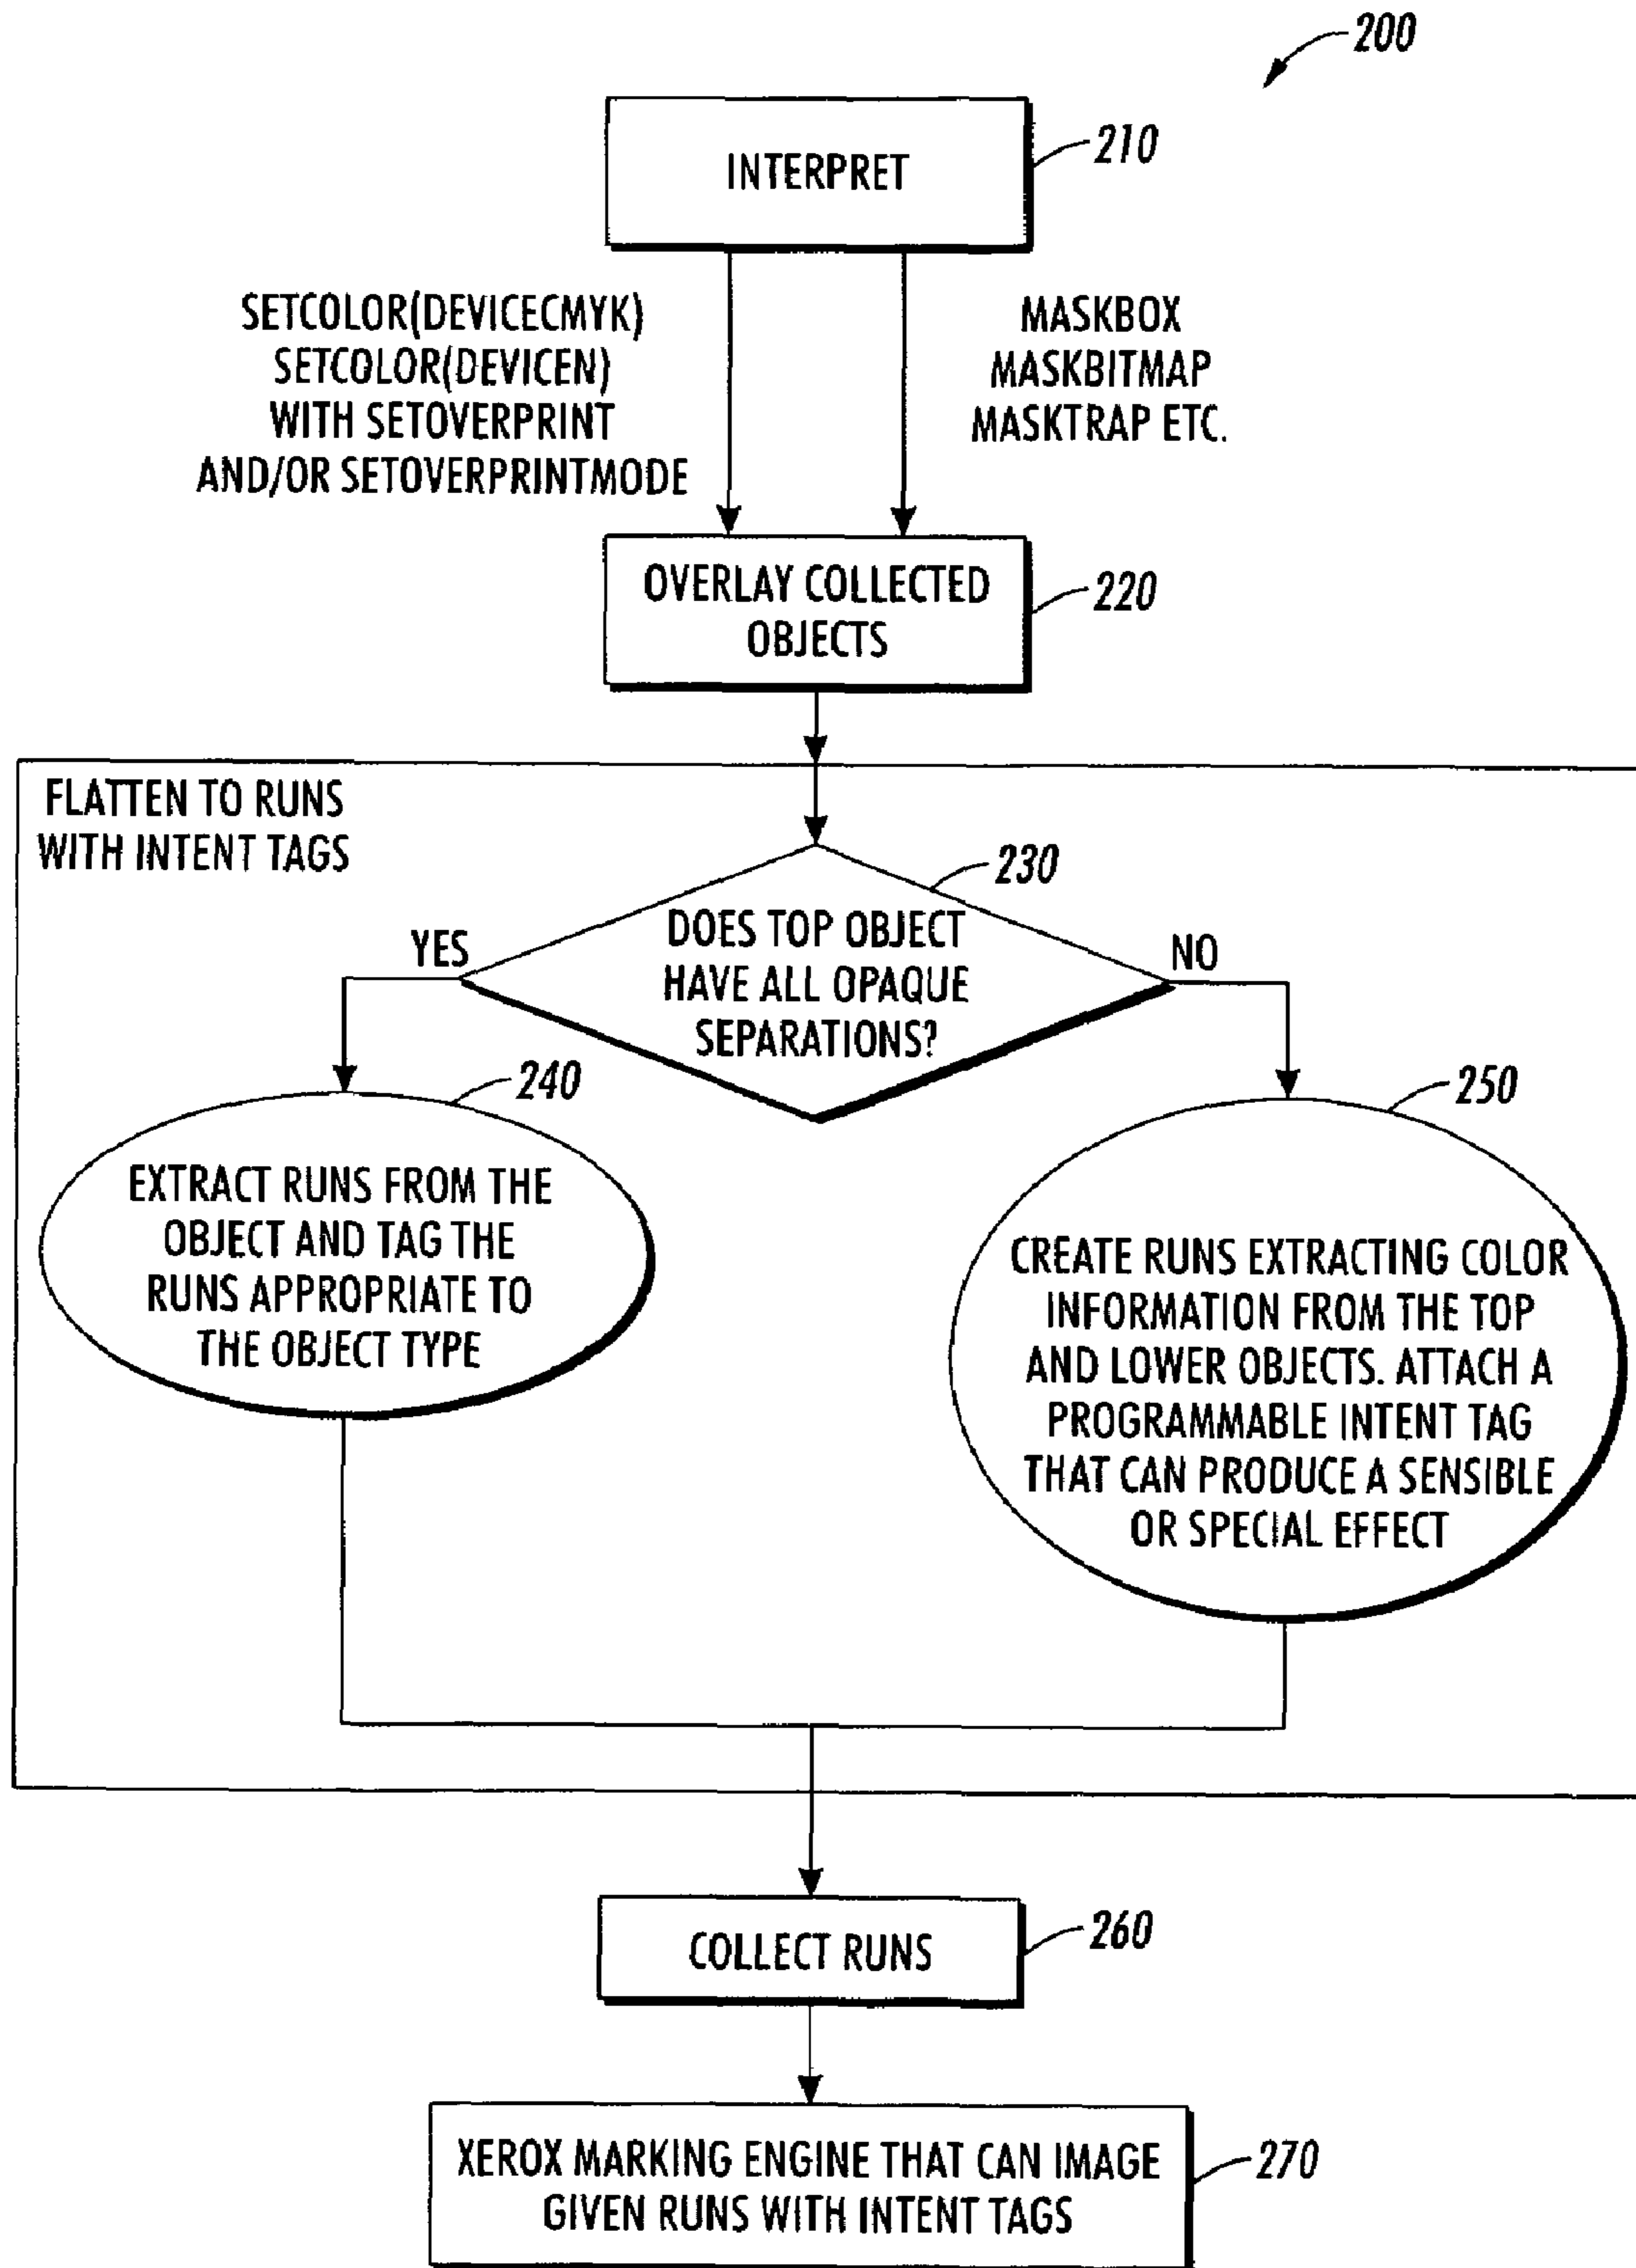 200
INTERPRET
210
SETCOLOR(DEVICECMYK)
SETCOLOR(DEVICEN)
WITH SETOVERPRINT
AND/OR SETOVERPRINTMODE
MASKBOX
MASKBITMAP
MASKTRAP ETC.
OVERLAY COLLECTED
OBJECTS
220
FLATTEN TO RUNS
WITH INTENT TAGS
230
DOES TOP OBJECT
HAVE ALL OPAQUE
SEPARATIONS?
YES
NO
240
EXTRACT RUNS FROM THE
OBJECT AND TAG THE
RUNS APPROPRIATE TO
THE OBJECT TYPE
250
CREATE RUNS EXTRACTING COLOR
INFORMATION FROM THE TOP
AND LOWER OBJECTS. ATTACH A
PROGRAMMABLE INTENT TAG
THAT CAN PRODUCE A SENSIBLE
OR SPECIAL EFFECT
COLLECT RUNS
260
XEROX MARKING ENGINE THAT CAN IMAGE
GIVEN RUNS WITH INTENT TAGS
270